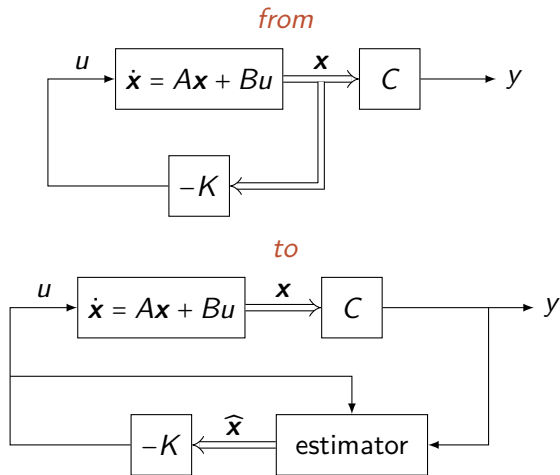 from
u
ẋ = Ax + Bu
x
C
y
−K
to
u
ẋ = Ax + Bu
x
C
y
−K
x̂
estimator